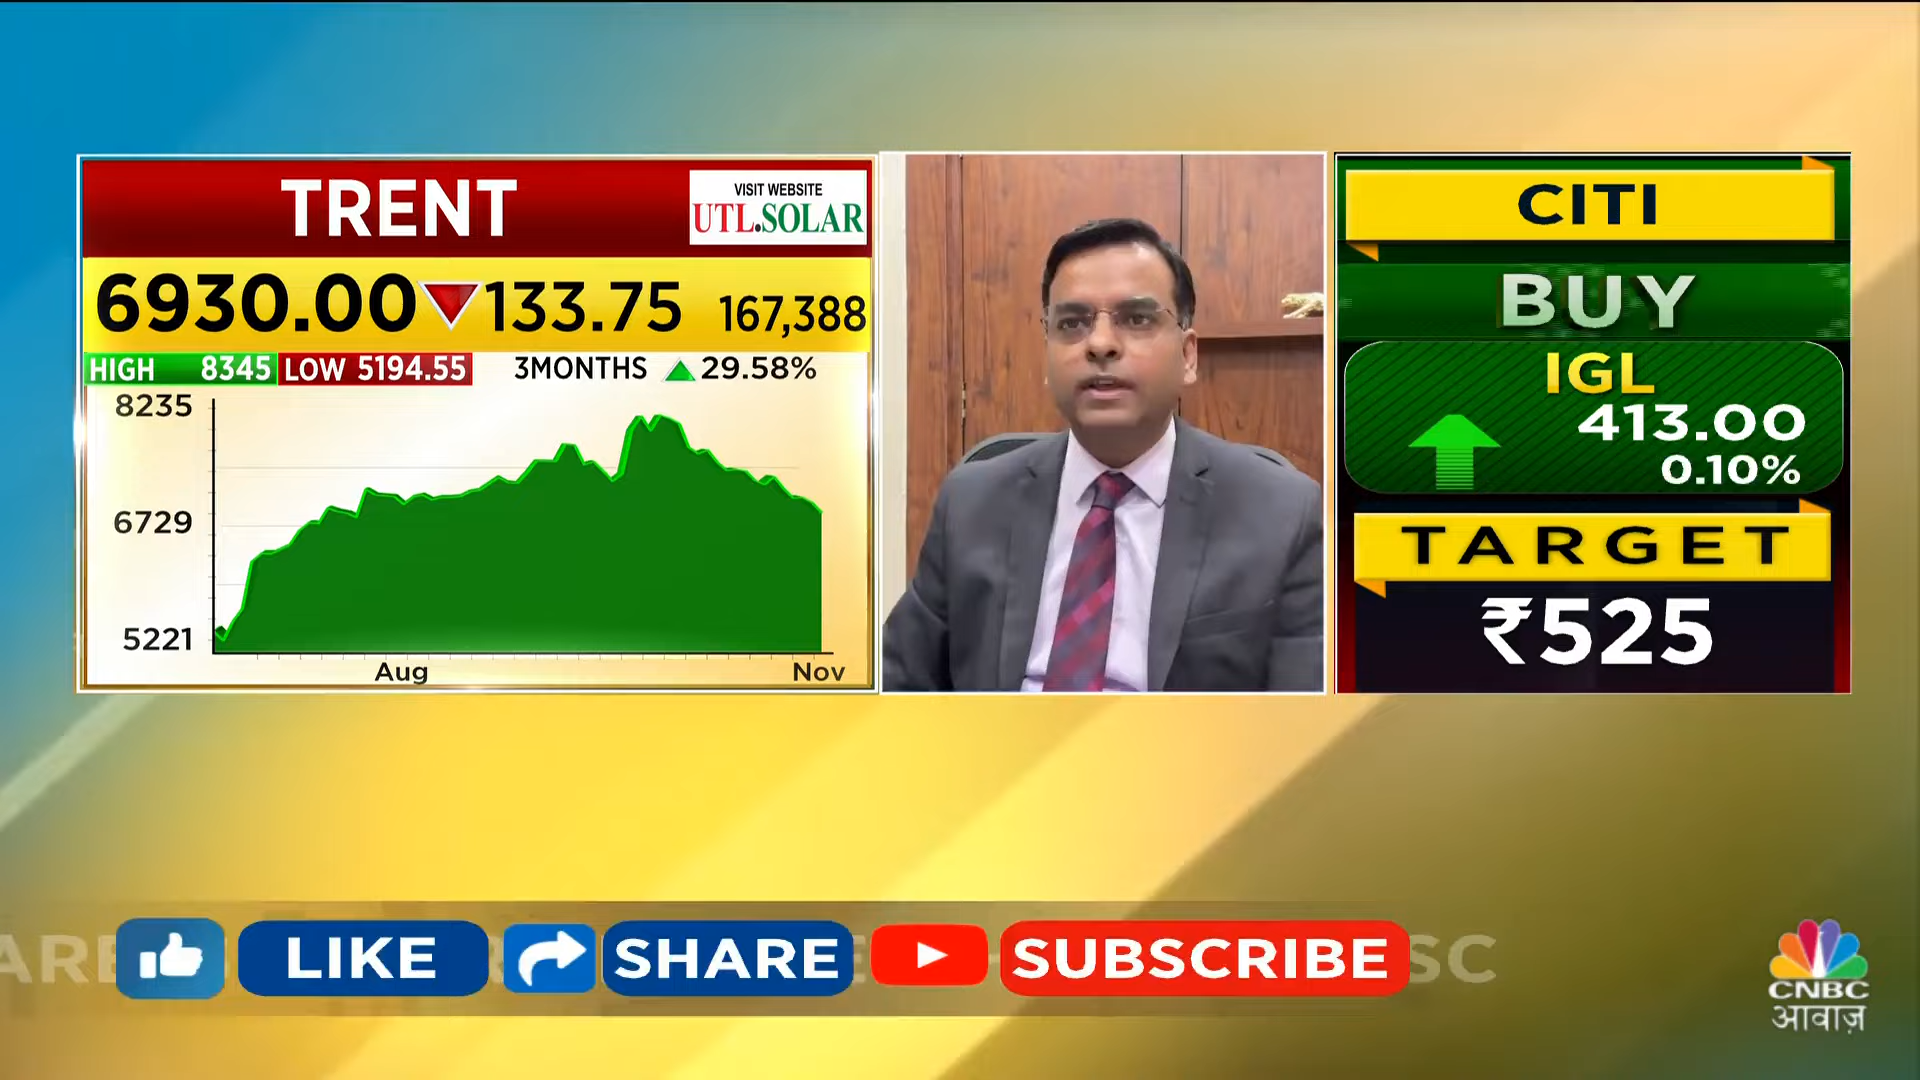 TRENT
VISIT WEBSITE
UTL.SOLAR
6930.00 133.75 167,388
HIGH 8345 LOW 5194.55 3MONTHS 29.58%
8235
6729
5221
Aug Nov
CITI
BUY
IGL
413.00
0.10%
TARGET
₹525
LIKE SHARE SUBSCRIBE
CNBC
आवाज़